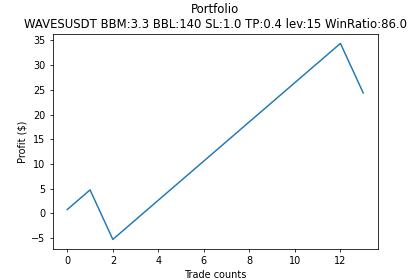 Portfolio
WAVESUSDT BBM:3.3 BBL:140 SL:1.0 TP:0.4 lev:15 WinRatio:86.0
35
30
25
20
15
10
5
0
−5
Profit ($)
0 2 4 6 8 10 12
Trade counts